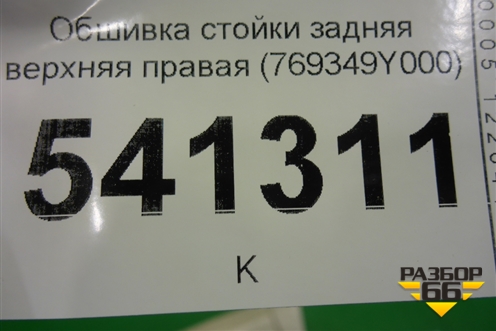 Обшивка стойки задняя
верхняя правая (769349Y000)
541311
К
РАЗБОР
66